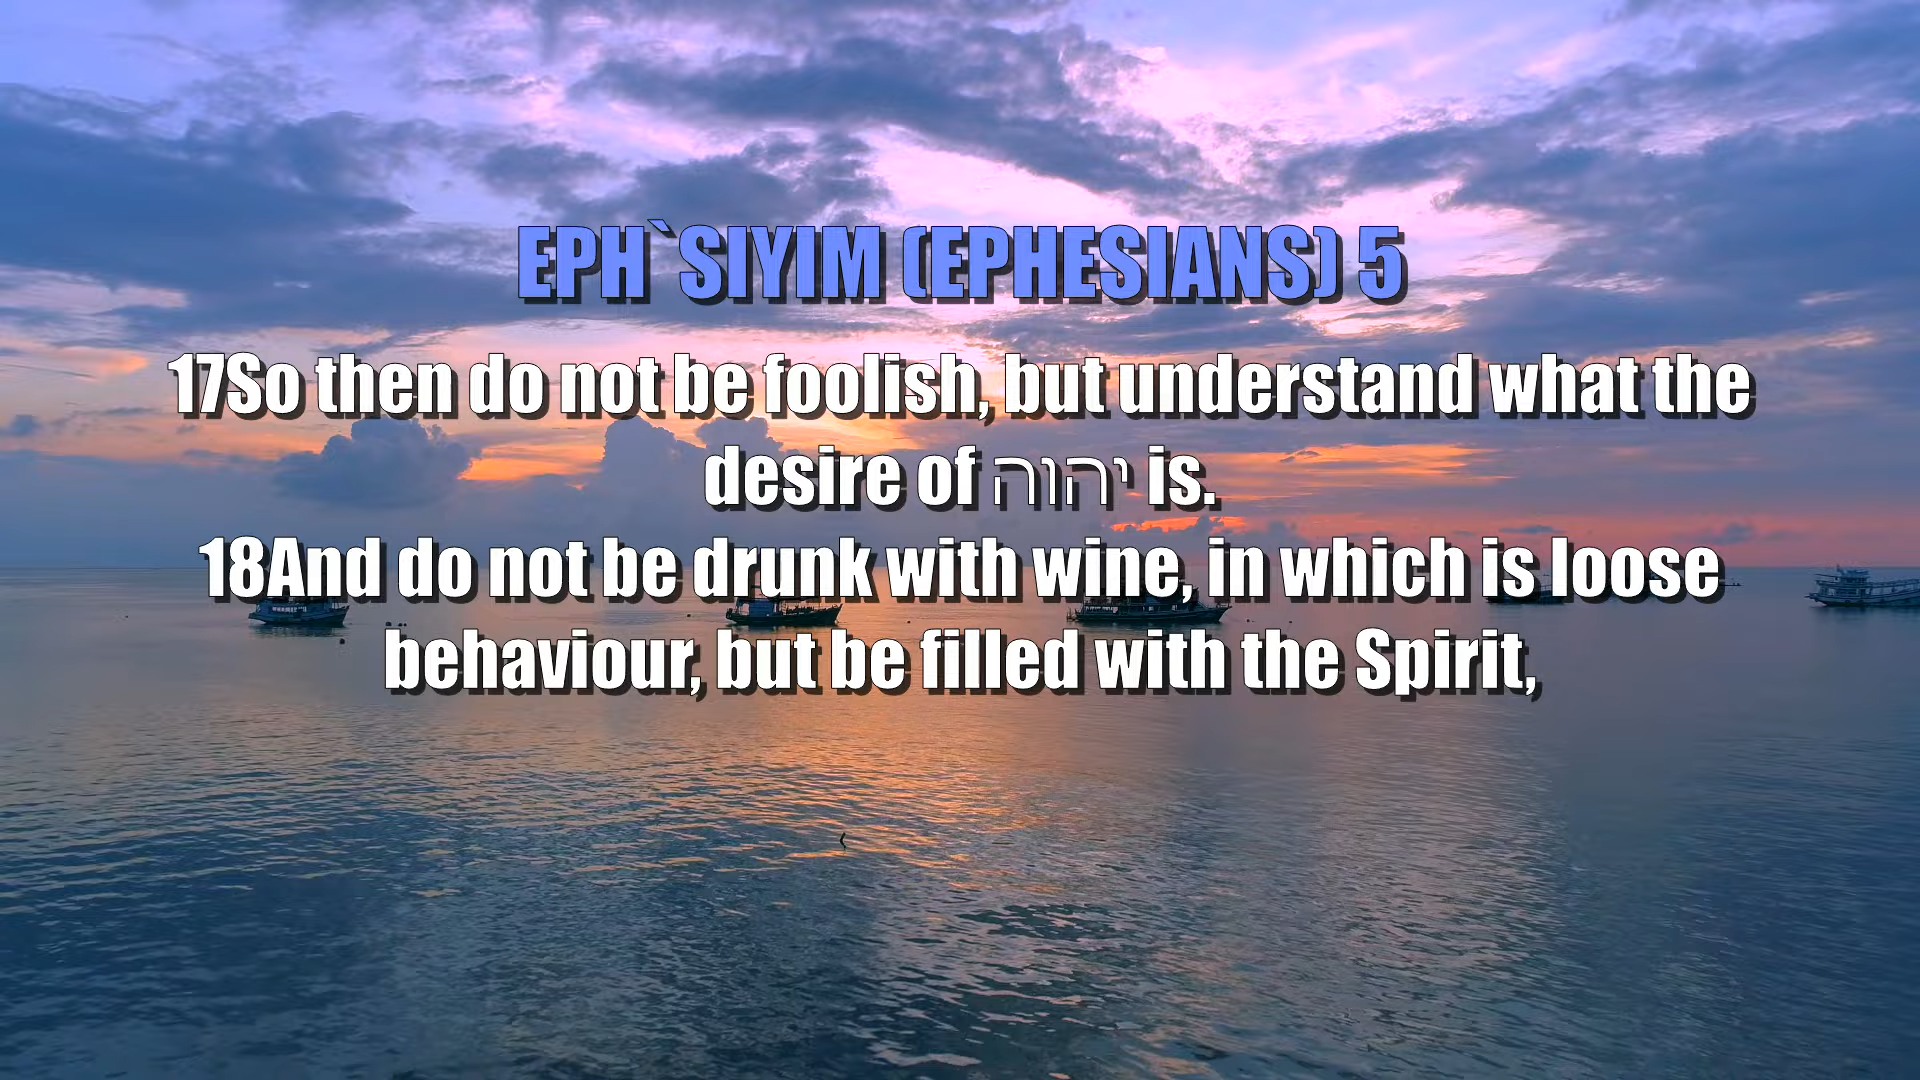 EPH`SIYIM (EPHESIANS) 5
17So then do not be foolish, but understand what the
desire of יהוה is.
18And do not be drunk with wine, in which is loose
behaviour, but be filled with the Spirit,